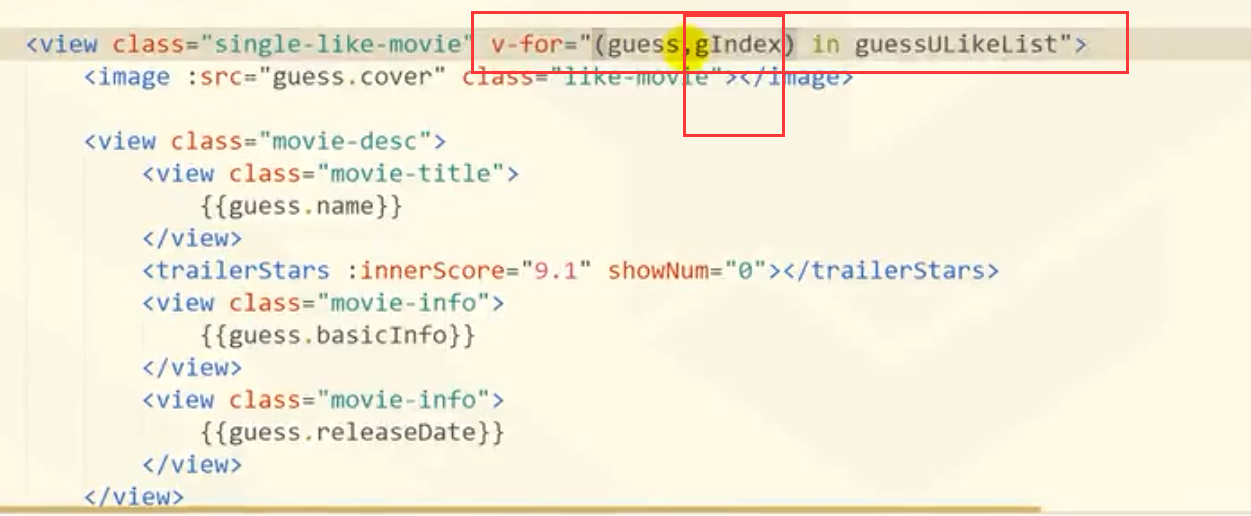 <view class="single-like-movie" v-for="(guess,gIndex) in guessULikeList">
<image :src="guess.cover" class="like-movie"></image>
<view class="movie-desc">
<view class="movie-title">
{{guess.name}}
</view>
<trailerStars :innerScore="9.1" showNum="0"></trailerStars>
<view class="movie-info">
{{guess.basicInfo}}
</view>
<view class="movie-info">
{{guess.releaseDate}}
</view>
</view>